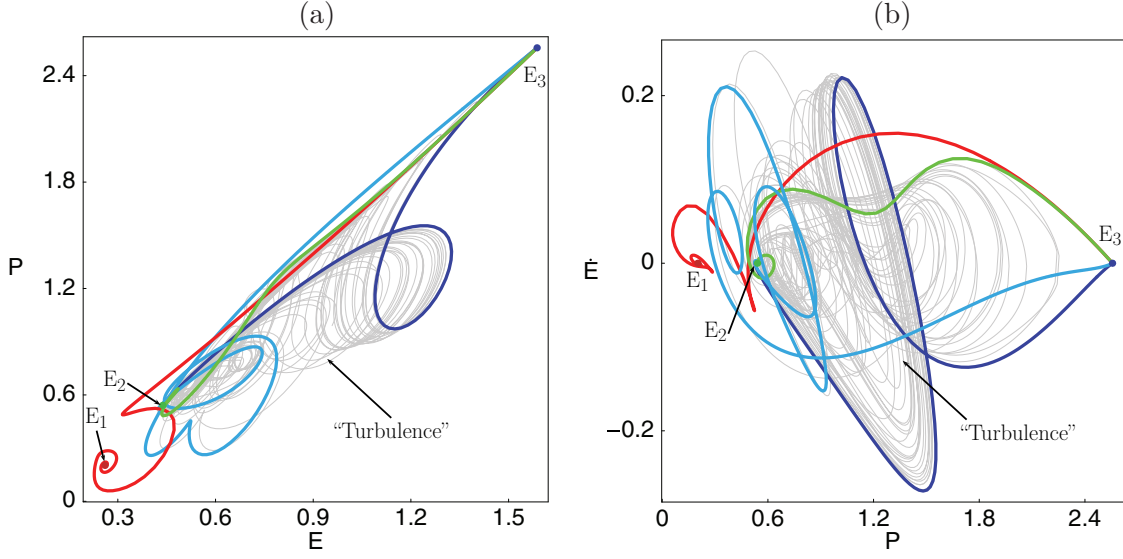 (a)
P
2.4
1.8
1.2
0.6
0
0.3
0.6
0.9
1.2
1.5
E
E3
E2
E1
“Turbulence”
(b)
Ė
0.2
0
−0.2
0
0.6
1.2
1.8
2.4
P
E1
E2
E3
“Turbulence”